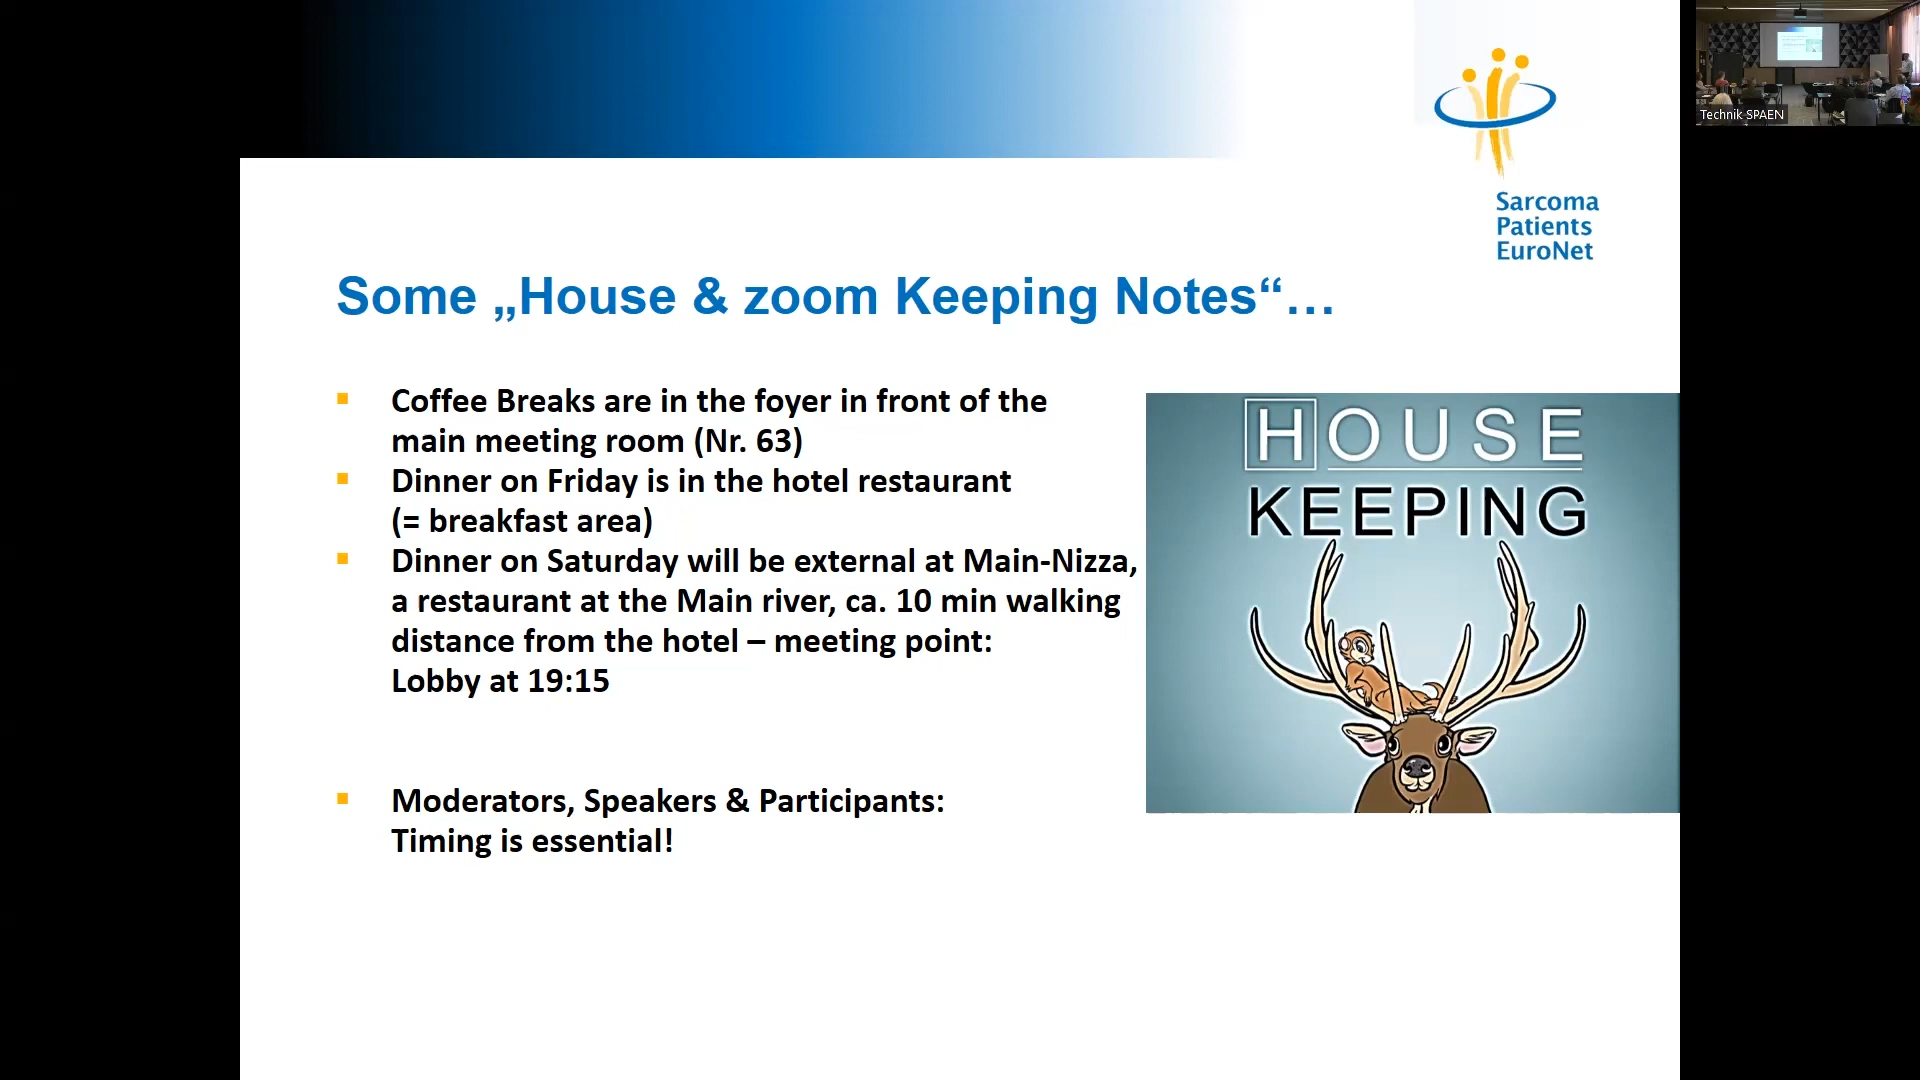 Technik SPAEN
Sarcoma
Patients
EuroNet
Some „House & zoom Keeping Notes“…
Coffee Breaks are in the foyer in front of the
main meeting room (Nr. 63)
Dinner on Friday is in the hotel restaurant
(= breakfast area)
Dinner on Saturday will be external at Main-Nizza,
a restaurant at the Main river, ca. 10 min walking
distance from the hotel – meeting point:
Lobby at 19:15
Moderators, Speakers & Participants:
Timing is essential!
HOUSE
KEEPING